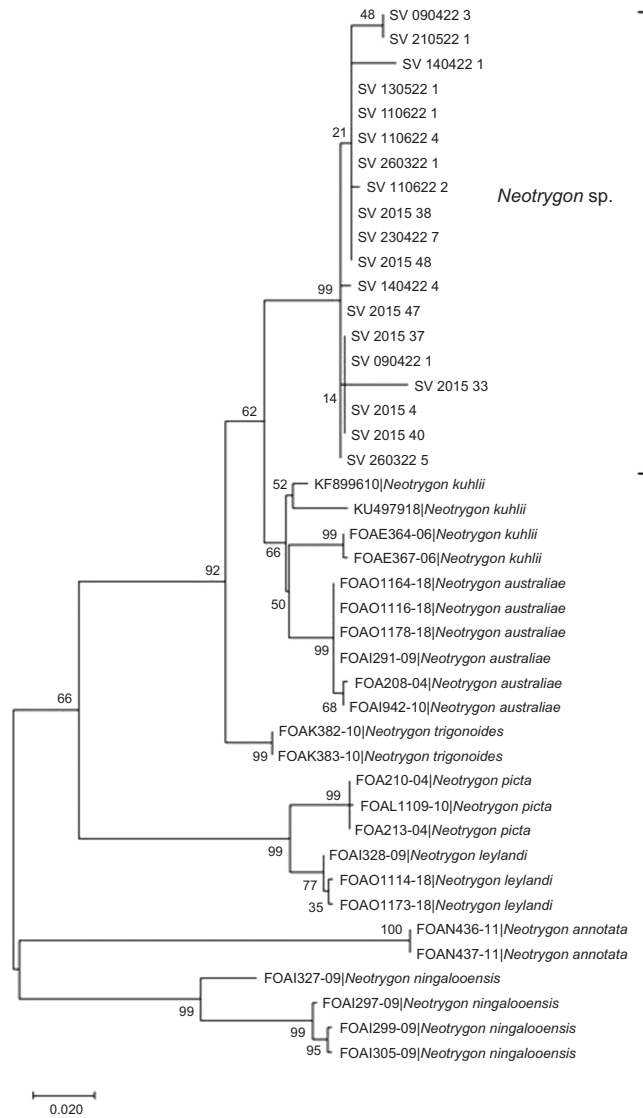 48
SV 090422 3
SV 210522 1
SV 140422 1
SV 130522 1
SV 110622 1
21
SV 110622 4
SV 260322 1
SV 110622 2
Neotrygon sp.
SV 2015 38
SV 230422 7
SV 2015 48
99
SV 140422 4
SV 2015 47
SV 2015 37
SV 090422 1
SV 2015 33
14
SV 2015 4
62
SV 2015 40
SV 260322 5
52
KF899610|Neotrygon kuhlii
KU497918|Neotrygon kuhlii
99
FOAE364-06|Neotrygon kuhlii
66
FOAE367-06|Neotrygon kuhlii
92
FOAO1164-18|Neotrygon australiae
50
FOAO1116-18|Neotrygon australiae
FOAO1178-18|Neotrygon australiae
99
FOAI291-09|Neotrygon australiae
FOA208-04|Neotrygon australiae
66
68
FOAI942-10|Neotrygon australiae
FOAK382-10|Neotrygon trigonoides
99
FOAK383-10|Neotrygon trigonoides
FOA210-04|Neotrygon picta
99
FOAL1109-10|Neotrygon picta
FOA213-04|Neotrygon picta
99
FOAI328-09|Neotrygon leylandi
77
FOAO1114-18|Neotrygon leylandi
35
FOAO1173-18|Neotrygon leylandi
100
FOAN436-11|Neotrygon annotata
FOAN437-11|Neotrygon annotata
FOAI327-09|Neotrygon ningalooensis
99
FOAI297-09|Neotrygon ningalooensis
99
FOAI299-09|Neotrygon ningalooensis
95
FOAI305-09|Neotrygon ningalooensis
0.020